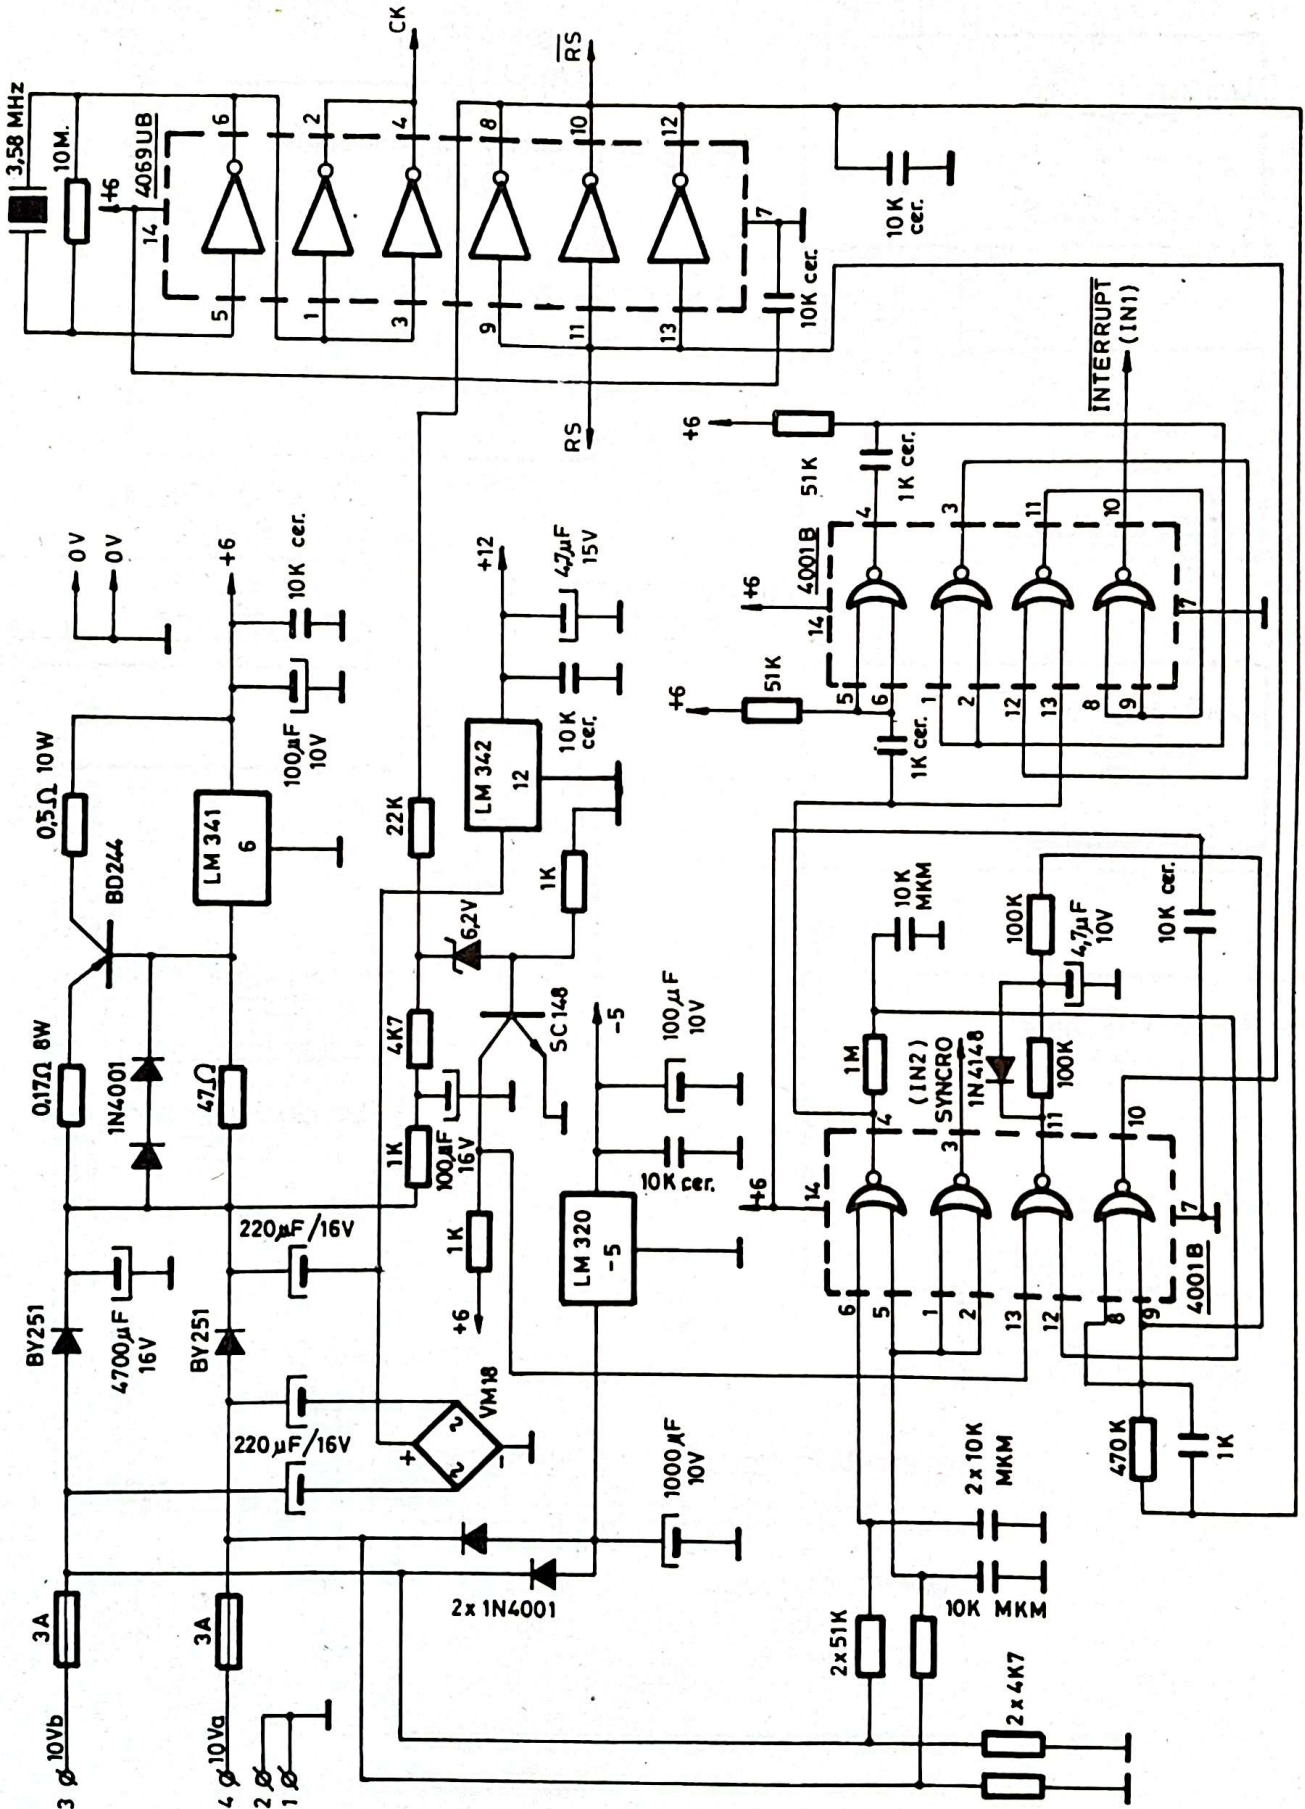 3 10Vb
4 10Va
2
1
3A
3A
BY251
4700µF
16V
BY251
220µF/16V
220µF/16V
0,17Ω 8W
1N4001
47Ω
BD244
0,5Ω 10W
LM 341
6
100µF
10V
10K cer.
+6
0V
0V
VM18
+
-
~
~
2x 1N4001
1000µF
10V
LM 320
-5
10K cer.
100µF
10V
-5
+6
1K
1K
100µF
16V
4K7
SC148
6,2V
22K
1K
LM 342
12
10K
cer.
4,7µF
15V
+12
3,58 MHz
10M.
+6
4069UB
14
7
5
6
1
2
3
4
9
8
11
10
13
12
CK
RS
RS
10K cer.
10K
cer.
2x51K
2x4K7
10K MKM
2x10K
MKM
470K
1K
4001B
+6
14
7
6
5
4
1
2
3
13
12
11
8
9
10
1M
10K
MKM
(IN2)
SYNCRO
1N4148
100K
100K
4,7µF
10V
10K cer.
+6
51K
1K cer.
+6
4001B
14
7
5
6
4
1
2
3
12
13
11
8
9
10
+6
51K
1K cer.
INTERRUPT
(IN1)